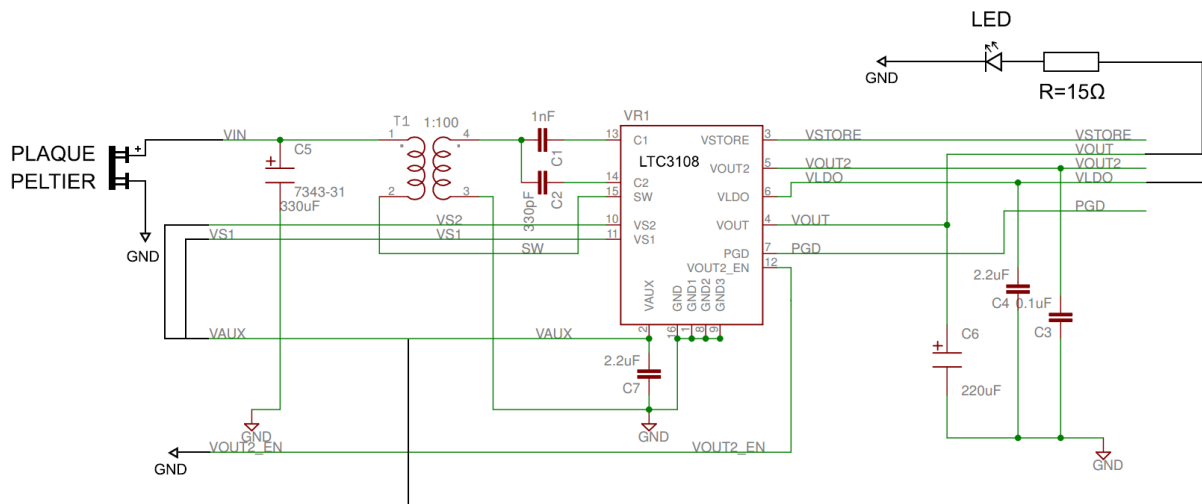 LED
GND
R=15Ω
T1
1:100
1nF
VR1
VIN
1
4
13
C1
VSTORE
3
VSTORE
VSTORE
VOUT
PLAQUE
PELTIER
+
+
C5
7343-31
330uF
C1
LTC3108
VOUT2
5
VOUT2
VOUT2
2
3
330pF
C2
14
C2
15
SW
VLDO
6
VLDO
VLDO
VS2
VS1
VS1
10
VS2
11
VS1
VOUT
4
VOUT
PGD
GND
SW
PGD
7
PGD
VOUT2_EN
12
VAUX
GND
GND1
GND2
GND3
2.2uF
C4
0.1uF
C3
VAUX
VAUX
2
16
1
8
9
+
C6
220uF
2.2uF
C7
GND
GND
GND
VOUT2_EN
VOUT2_EN
GND